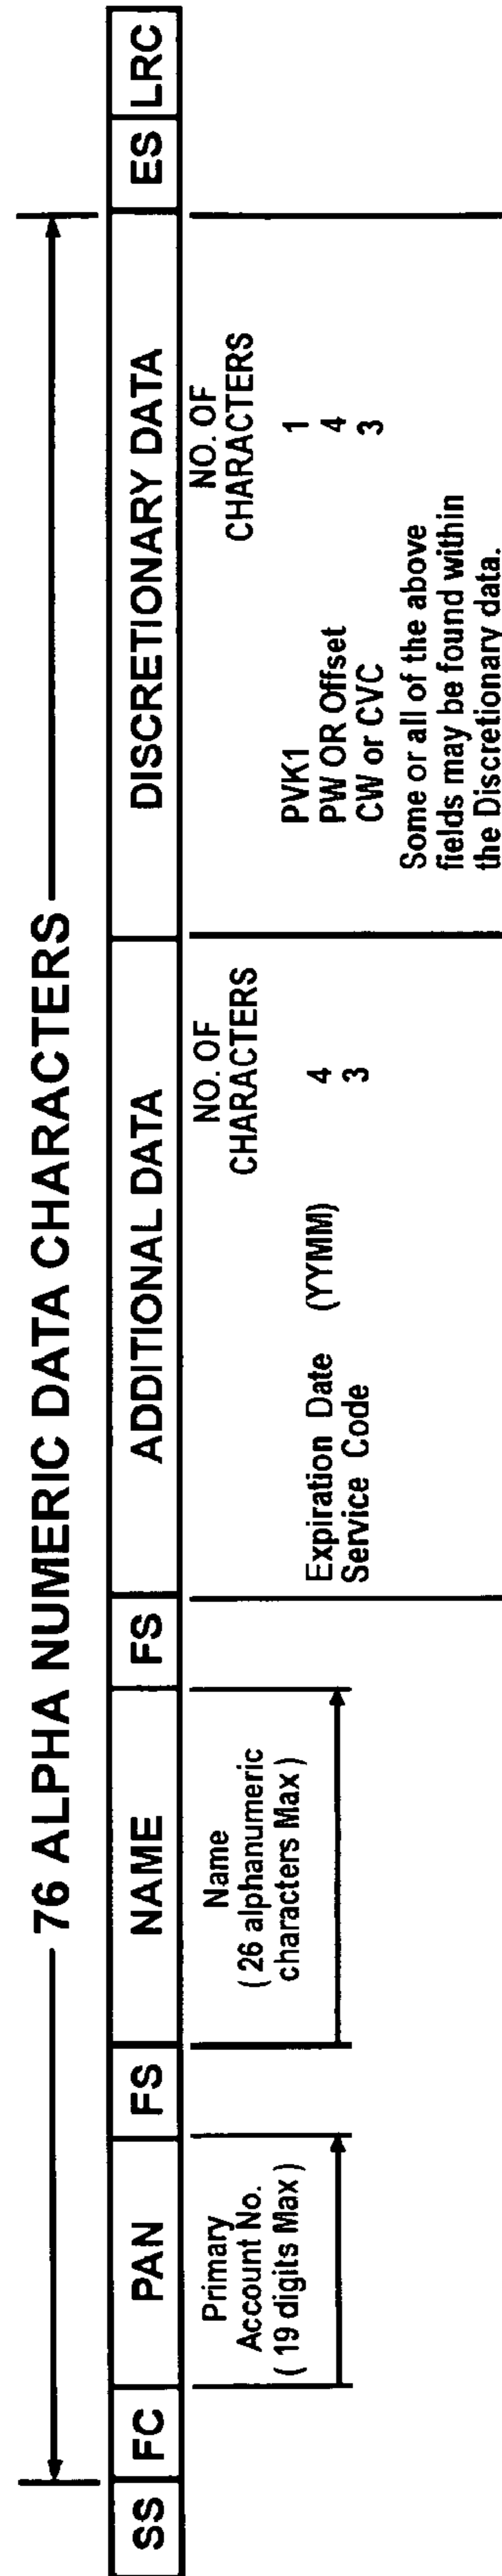 76 ALPHA NUMERIC DATA CHARACTERS
SS FC PAN FS NAME FS ADDITIONAL DATA DISCRETIONARY DATA ES LRC
Primary
Account No.
( 19 digits Max )
Name
( 26 alphanumeric
characters Max )
NO. OF
CHARACTERS
Expiration Date (YYMM) 4
Service Code 3
NO. OF
CHARACTERS
PVK1 1
PW OR Offset 4
CW or CVC 3
Some or all of the above
fields may be found within
the Discretionary data.